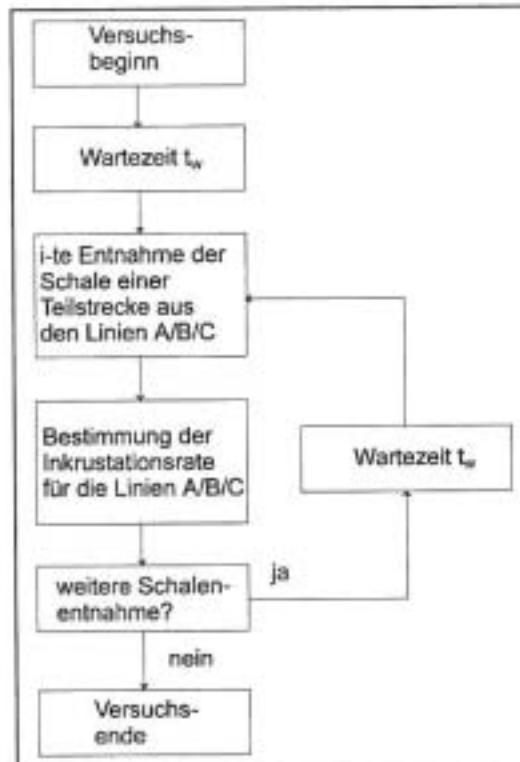 Versuchs-
beginn
Wartezeit tw
i-te Entnahme der
Schale einer
Teilstrecke aus
den Linien A/B/C
Bestimmung der
Inkrustationsrate
für die Linien A/B/C
Wartezeit tw
weitere Schalen-
entnahme?
ja
nein
Versuchs-
ende